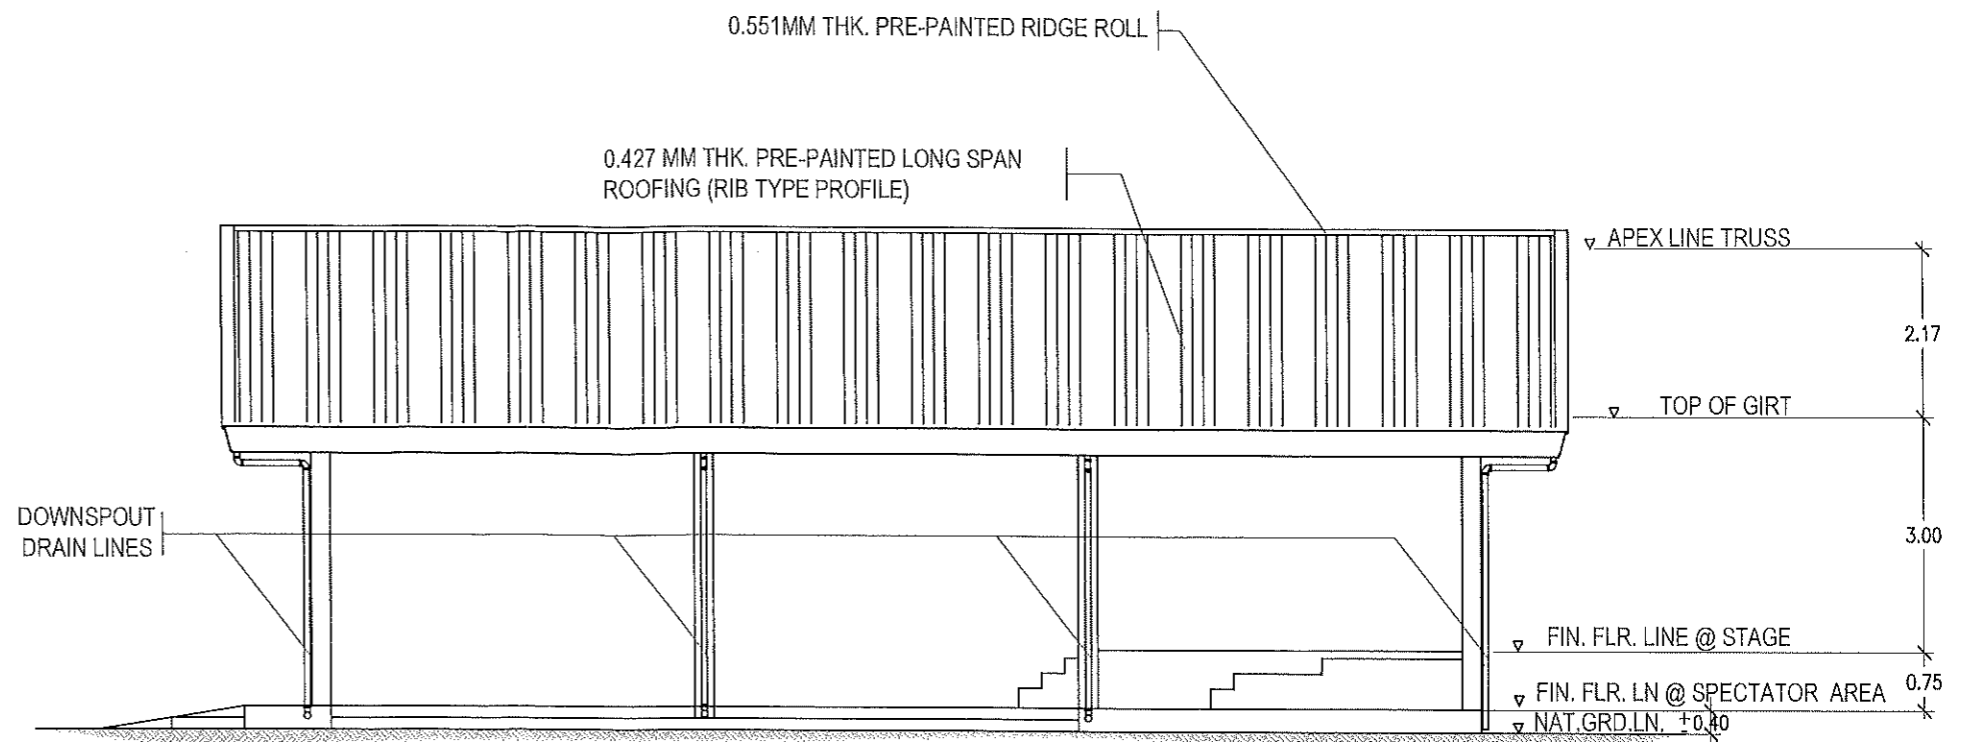 0.551MM THK. PRE-PAINTED RIDGE ROLL
0.427 MM THK. PRE-PAINTED LONG SPAN
ROOFING (RIB TYPE PROFILE)
APEX LINE TRUSS
2.17
TOP OF GIRT
DOWNSPOUT
DRAIN LINES
3.00
FIN. FLR. LINE @ STAGE
0.75
FIN. FLR. LN @ SPECTATOR AREA
NAT.GRD.LN. ±0.40